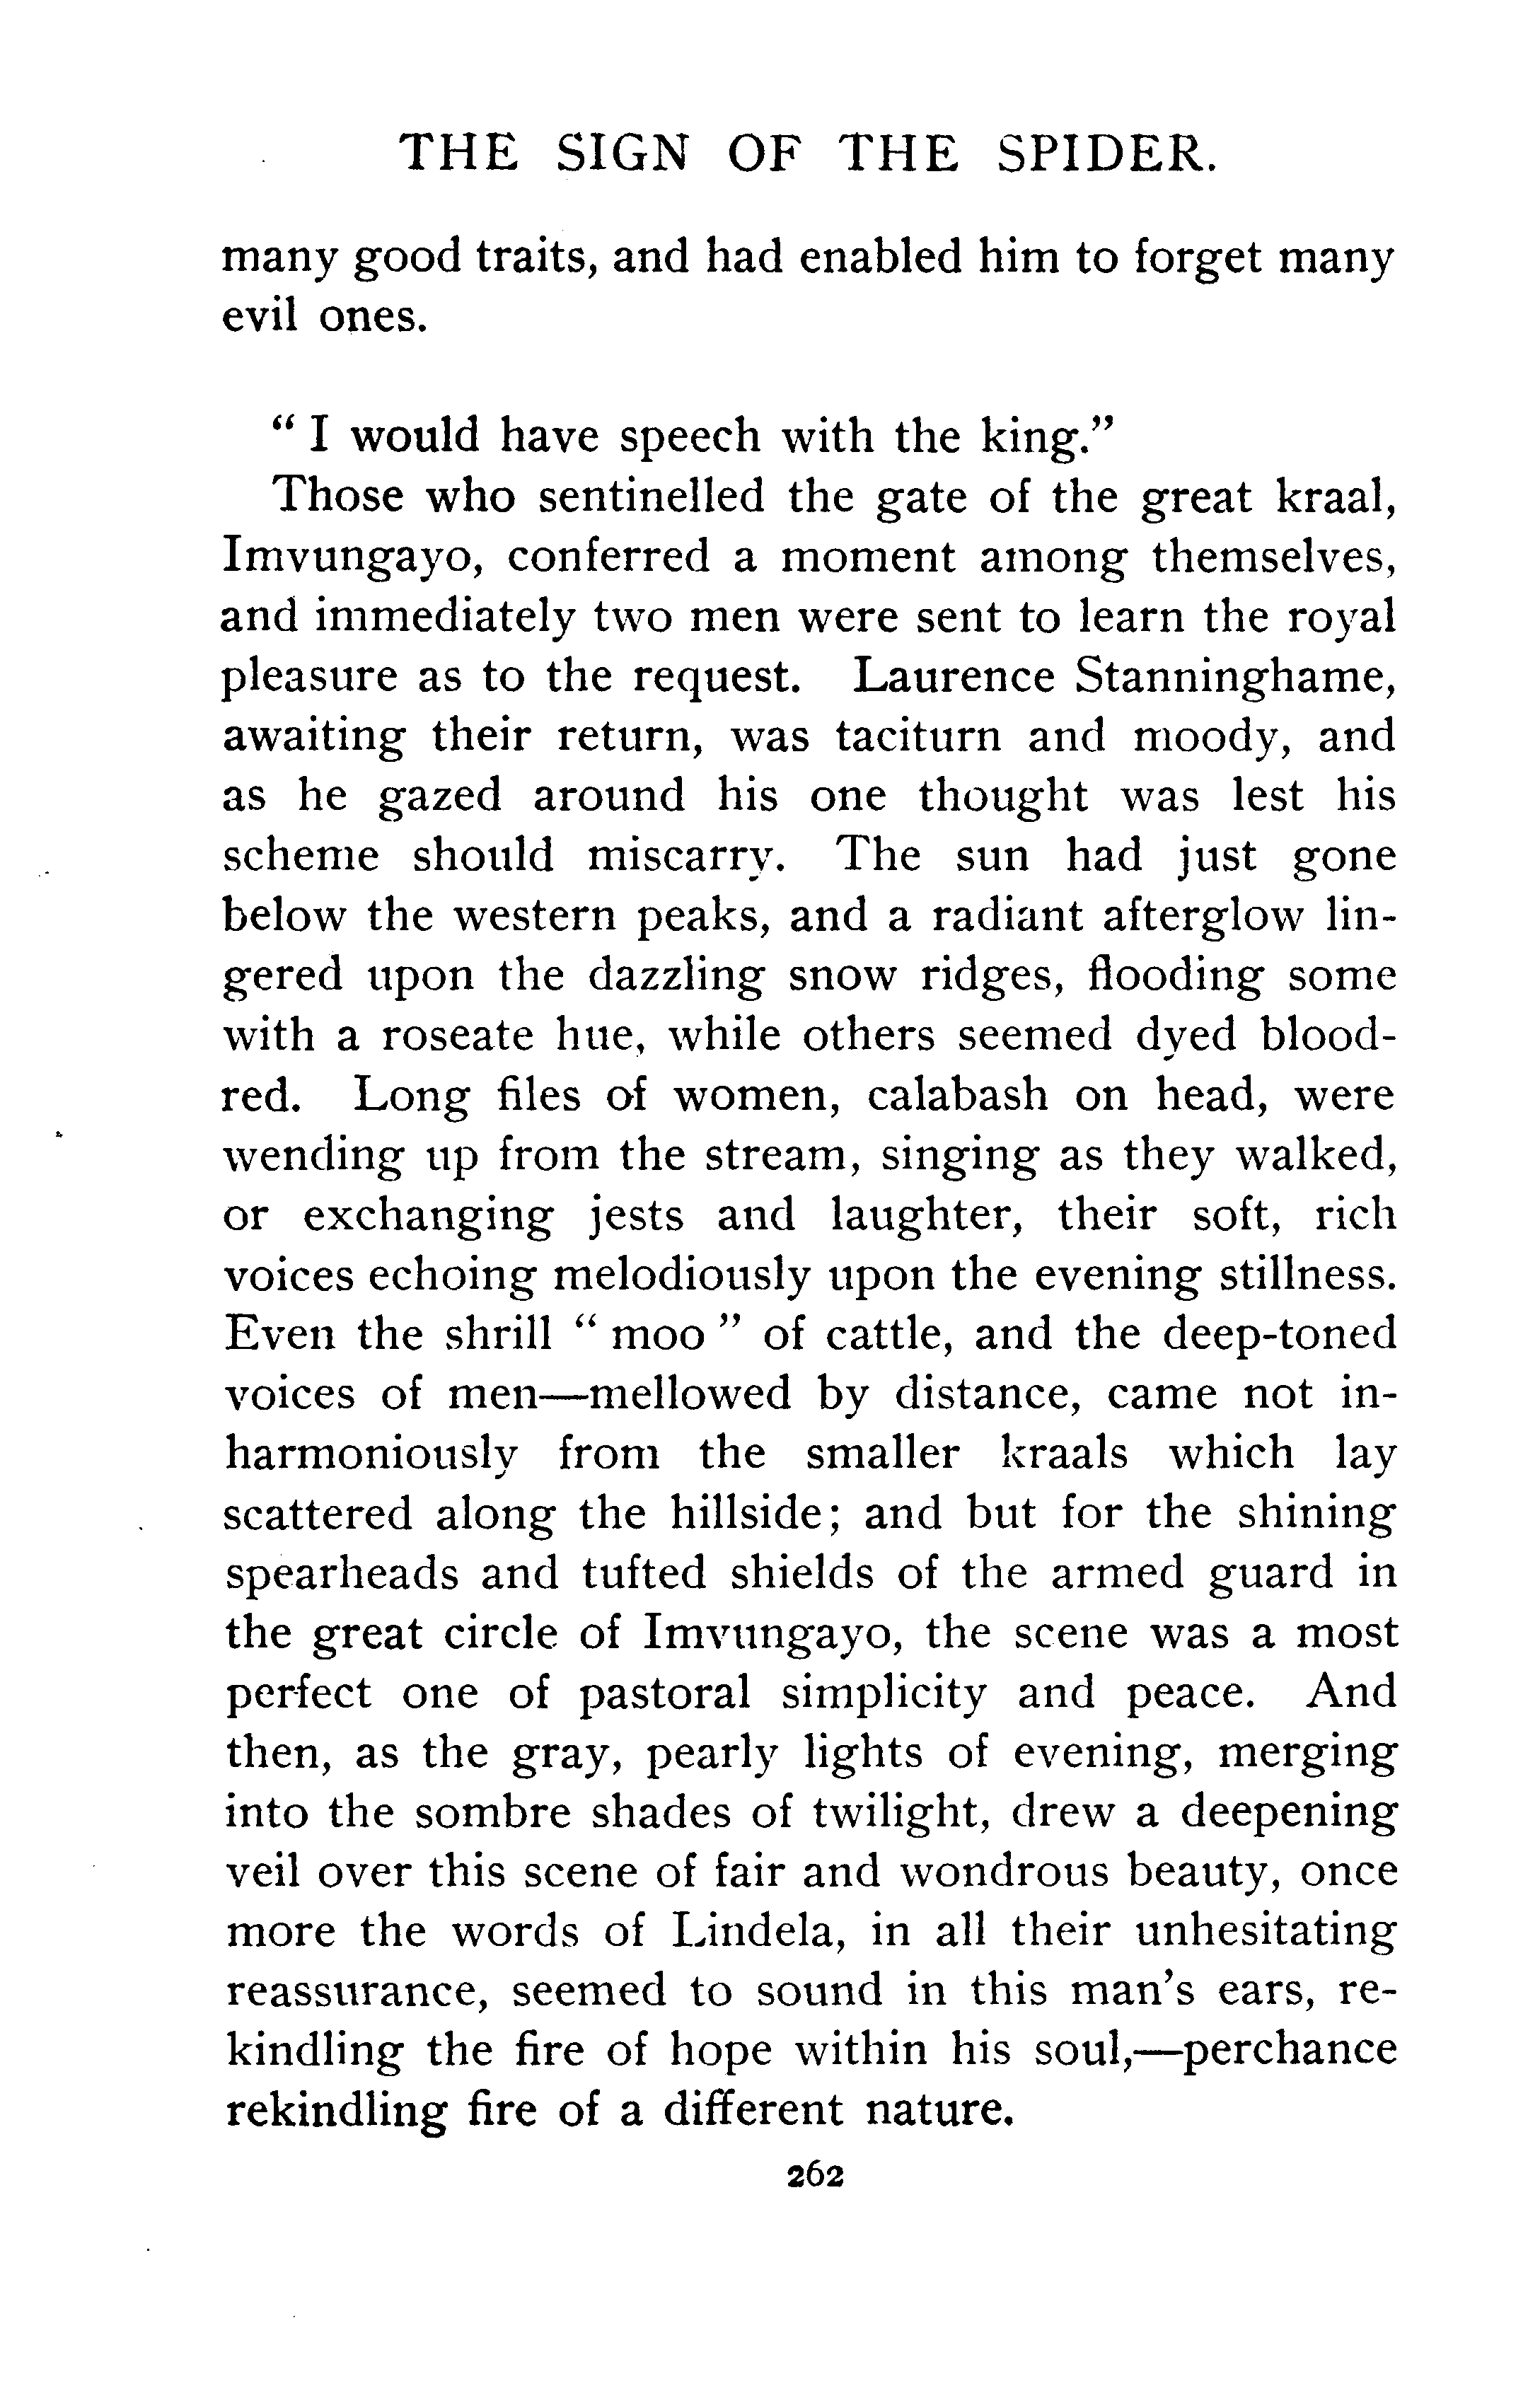 THE SIGN OF THE SPIDER.
many good traits, and had enabled him to forget many
evil ones.
“ I would have speech with the king.”
Those who sentinelled the gate of the great kraal,
Imvungayo, conferred a moment among themselves,
and immediately two men were sent to learn the royal
pleasure as to the request. Laurence Stanninghame,
awaiting their return, was taciturn and moody, and
as he gazed around his one thought was lest his
scheme should miscarry. The sun had just gone
below the western peaks, and a radiant afterglow lin-
gered upon the dazzling snow ridges, flooding some
with a roseate hue, while others seemed dyed blood-
red. Long files of women, calabash on head, were
wending up from the stream, singing as they walked,
or exchanging jests and laughter, their soft, rich
voices echoing melodiously upon the evening stillness.
Even the shrill “ moo ” of cattle, and the deep-toned
voices of men—mellowed by distance, came not in-
harmoniously from the smaller kraals which lay
scattered along the hillside; and but for the shining
spearheads and tufted shields of the armed guard in
the great circle of Imvungayo, the scene was a most
perfect one of pastoral simplicity and peace. And
then, as the gray, pearly lights of evening, merging
into the sombre shades of twilight, drew a deepening
veil over this scene of fair and wondrous beauty, once
more the words of Lindela, in all their unhesitating
reassurance, seemed to sound in this man’s ears, re-
kindling the fire of hope within his soul,—perchance
rekindling fire of a different nature.
262